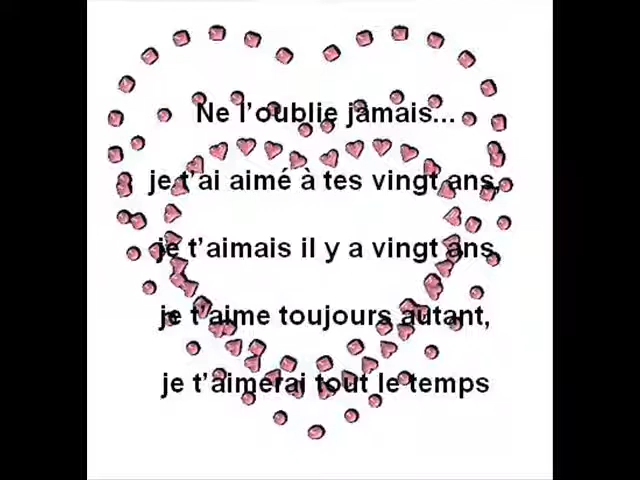 Ne l'oublie jamais...
je t'ai aimé à tes vingt ans,
je t'aimais il y a vingt ans,
je t'aime toujours autant,
je t'aimerai tout le temps